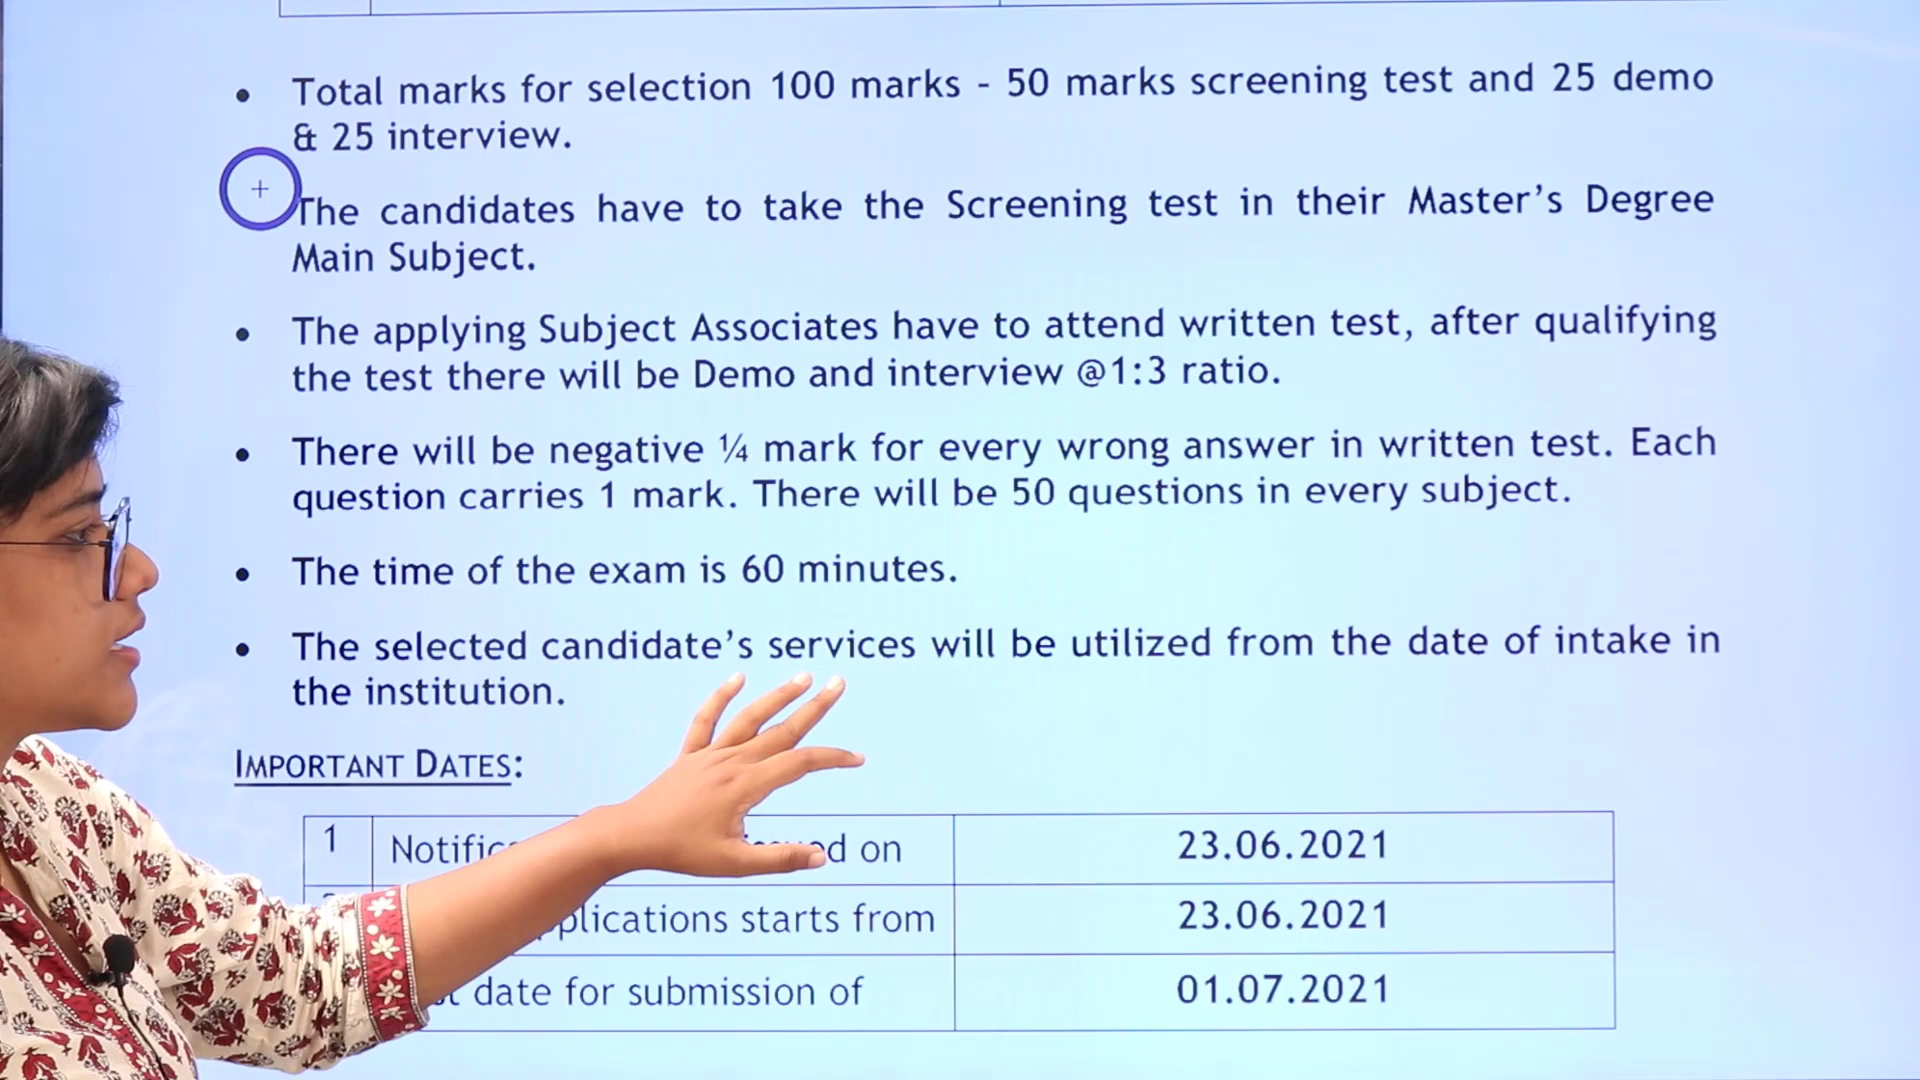 • Total marks for selection 100 marks - 50 marks screening test and 25 demo
& 25 interview.
The candidates have to take the Screening test in their Master’s Degree
Main Subject.
• The applying Subject Associates have to attend written test, after qualifying
the test there will be Demo and interview @1:3 ratio.
• There will be negative ¼ mark for every wrong answer in written test. Each
question carries 1 mark. There will be 50 questions in every subject.
• The time of the exam is 60 minutes.
• The selected candidate’s services will be utilized from the date of intake in
the institution.
IMPORTANT DATES:
1 on 23.06.2021
starts from 23.06.2021
date for submission of 01.07.2021